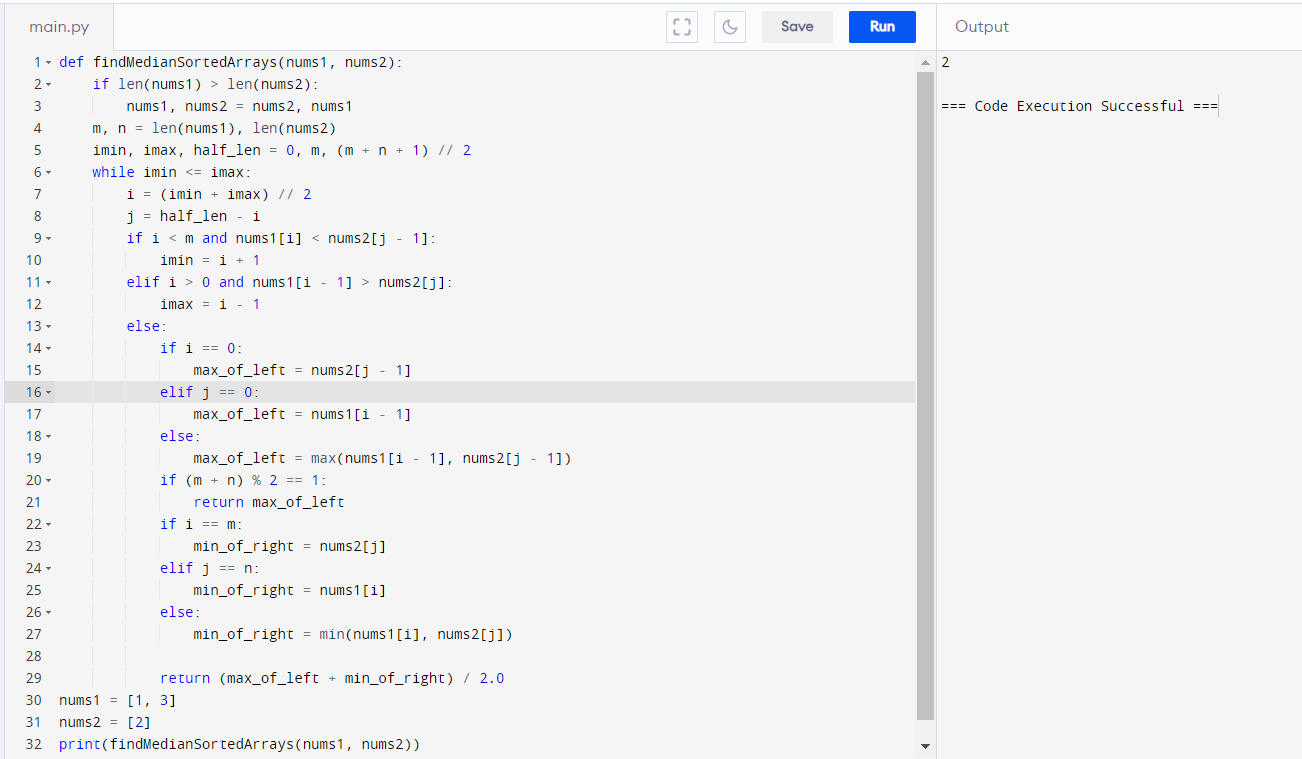 main.py
Save
Run
Output
1 def findMedianSortedArrays(nums1, nums2):
2     if len(nums1) > len(nums2):
3         nums1, nums2 = nums2, nums1
4     m, n = len(nums1), len(nums2)
5     imin, imax, half_len = 0, m, (m + n + 1) // 2
6     while imin <= imax:
7         i = (imin + imax) // 2
8         j = half_len - i
9         if i < m and nums1[i] < nums2[j - 1]:
10             imin = i + 1
11         elif i > 0 and nums1[i - 1] > nums2[j]:
12             imax = i - 1
13         else:
14             if i == 0:
15                 max_of_left = nums2[j - 1]
16             elif j == 0:
17                 max_of_left = nums1[i - 1]
18             else:
19                 max_of_left = max(nums1[i - 1], nums2[j - 1])
20             if (m + n) % 2 == 1:
21                 return max_of_left
22             if i == m:
23                 min_of_right = nums2[j]
24             elif j == n:
25                 min_of_right = nums1[i]
26             else:
27                 min_of_right = min(nums1[i], nums2[j])
28
29             return (max_of_left + min_of_right) / 2.0
30 nums1 = [1, 3]
31 nums2 = [2]
32 print(findMedianSortedArrays(nums1, nums2))
2
=== Code Execution Successful ===